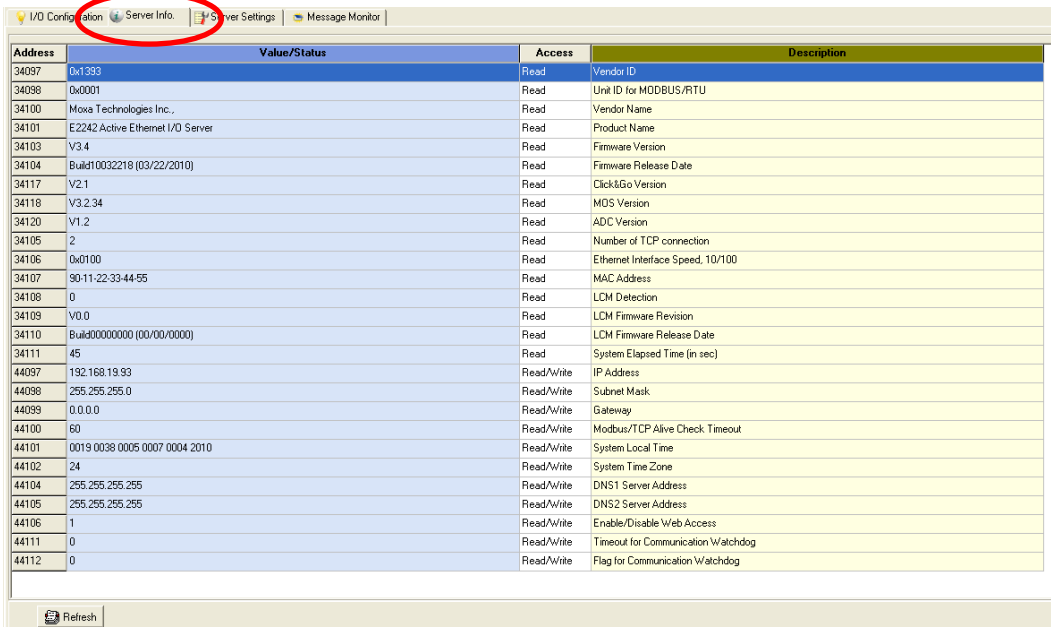 I/O Configuration Server Info. Server Settings Message Monitor
Address Value/Status Access Description
34097 0x1393 Read Vendor ID
34098 0x0001 Read Unit ID for MODBUS/RTU
34100 Moxa Technologies Inc., Read Vendor Name
34101 E2242 Active Ethernet I/O Server Read Product Name
34103 V3.4 Read Firmware Version
34104 Build10032218 (03/22/2010) Read Firmware Release Date
34117 V2.1 Read Click&Go Version
34118 V3.2.34 Read MOS Version
34120 V1.2 Read ADC Version
34105 2 Read Number of TCP connection
34106 0x0100 Read Ethernet Interface Speed, 10/100
34107 90-11-22-33-44-55 Read MAC Address
34108 0 Read LCM Detection
34109 V0.0 Read LCM Firmware Revision
34110 Build00000000 (00/00/0000) Read LCM Firmware Release Date
34111 45 Read System Elapsed Time (in sec)
44097 192.168.19.93 Read/Write IP Address
44098 255.255.255.0 Read/Write Subnet Mask
44099 0.0.0.0 Read/Write Gateway
44100 60 Read/Write Modbus/TCP Alive Check Timeout
44101 0019 0038 0005 0007 0004 2010 Read/Write System Local Time
44102 24 Read/Write System Time Zone
44104 255.255.255.255 Read/Write DNS1 Server Address
44105 255.255.255.255 Read/Write DNS2 Server Address
44106 1 Read/Write Enable/Disable Web Access
44111 0 Read/Write Timeout for Communication Watchdog
44112 0 Read/Write Flag for Communication Watchdog
Refresh